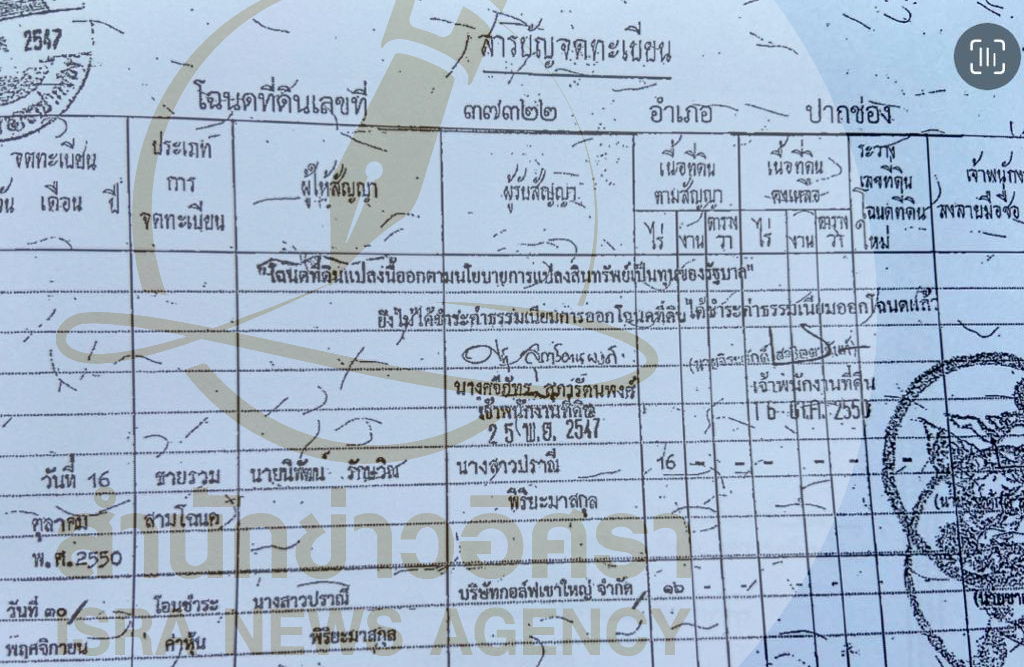 2547
สารบัญจดทะเบียน
โฉนดที่ดินเลขที่ ๓๗๓๒๒ อำเภอ ปากช่อง
จดทะเบียน
วัน เดือน ปี
ประเภท
การ
จดทะเบียน
ผู้ให้สัญญา
ผู้รับสัญญา
เนื้อที่ดิน
ตามสัญญา
ไร่ งาน ตาราง
วา
เนื้อที่ดิน
คงเหลือ
ไร่ งาน ตาราง
วา
ระวาง
เลขที่ดิน
โฉนดที่ดิน
ใหม่
เจ้าพนักง
ลงลายมือชื่อ
"โฉนดที่ดินแปลงนี้ออกตามนโยบายการแปลงสินทรัพย์เป็นทุนของรัฐบาล"
ยังไม่ได้ชำระค่าธรรมเนียมการออกโฉนดที่ดิน ได้ชำระค่าธรรมเนียมออกโฉนดแล้ว
เจ้าพนักงานที่ดิน
25 พ.ย. 2547
เจ้าพนักงานที่ดิน
16 ต.ค. 2550
วันที่ 16 ขายรวม นายนิพัฒน์ รักษวิณ นางสาวปราณี 16 - - - - - -
ตุลาคม สามโฉนด พิริยะมาสกุล
พ.ศ.2550
วันที่ ๓๐ โอนชำระ นางสาวปราณี บริษัทกอล์ฟเขาใหญ่ จำกัด ๑๖ - - - - -
พฤศจิกายน ค่าหุ้น พิริยะมาสกุล
สำนักข่าวอิศรา
ISRA NEWS AGENCY